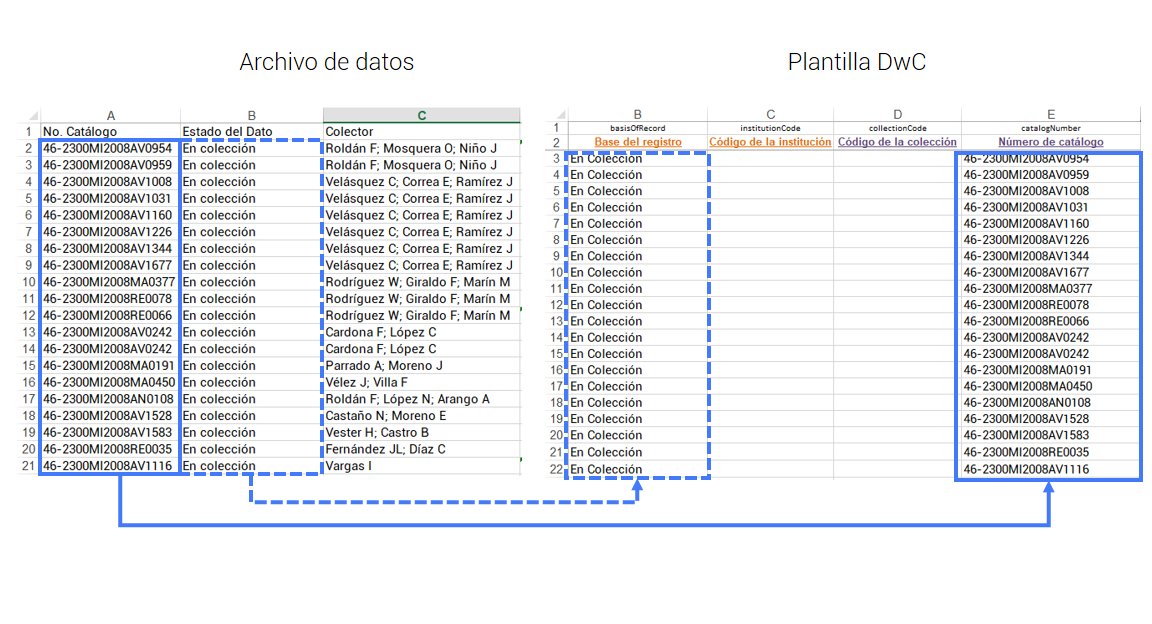 Archivo de datos
Plantilla DwC
A B C
1 No. Catálogo Estado del Dato Colector
2 46-2300MI2008AV0954 En colección Roldán F; Mosquera O; Niño J
3 46-2300MI2008AV0959 En colección Roldán F; Mosquera O; Niño J
4 46-2300MI2008AV1008 En colección Velásquez C; Correa E; Ramírez J
5 46-2300MI2008AV1031 En colección Velásquez C; Correa E; Ramírez J
6 46-2300MI2008AV1160 En colección Velásquez C; Correa E; Ramírez J
7 46-2300MI2008AV1226 En colección Velásquez C; Correa E; Ramírez J
8 46-2300MI2008AV1344 En colección Velásquez C; Correa E; Ramírez J
9 46-2300MI2008AV1677 En colección Velásquez C; Correa E; Ramírez J
10 46-2300MI2008MA0377 En colección Rodríguez W; Giraldo F; Marín M
11 46-2300MI2008RE0078 En colección Rodríguez W; Giraldo F; Marín M
12 46-2300MI2008RE0066 En colección Rodríguez W; Giraldo F; Marín M
13 46-2300MI2008AV0242 En colección Cardona F; López C
14 46-2300MI2008AV0242 En colección Cardona F; López C
15 46-2300MI2008MA0191 En colección Parrado A; Moreno J
16 46-2300MI2008MA0450 En colección Vélez J; Villa F
17 46-2300MI2008AN0108 En colección Roldán F; López N; Arango A
18 46-2300MI2008AV1528 En colección Castaño N; Moreno E
19 46-2300MI2008AV1583 En colección Vester H; Castro B
20 46-2300MI2008RE0035 En colección Fernández JL; Díaz C
21 46-2300MI2008AV1116 En colección Vargas I
B C D E
1 basisOfRecord institutionCode collectionCode catalogNumber
2 Base del registro Código de la institución Código de la colección Número de catálogo
3 En Colección 46-2300MI2008AV0954
4 En Colección 46-2300MI2008AV0959
5 En Colección 46-2300MI2008AV1008
6 En Colección 46-2300MI2008AV1031
7 En Colección 46-2300MI2008AV1160
8 En Colección 46-2300MI2008AV1226
9 En Colección 46-2300MI2008AV1344
10 En Colección 46-2300MI2008AV1677
11 En Colección 46-2300MI2008MA0377
12 En Colección 46-2300MI2008RE0078
13 En Colección 46-2300MI2008RE0066
14 En Colección 46-2300MI2008AV0242
15 En Colección 46-2300MI2008AV0242
16 En Colección 46-2300MI2008MA0191
17 En Colección 46-2300MI2008MA0450
18 En Colección 46-2300MI2008AN0108
19 En Colección 46-2300MI2008AV1528
20 En Colección 46-2300MI2008AV1583
21 En Colección 46-2300MI2008RE0035
22 En Colección 46-2300MI2008AV1116